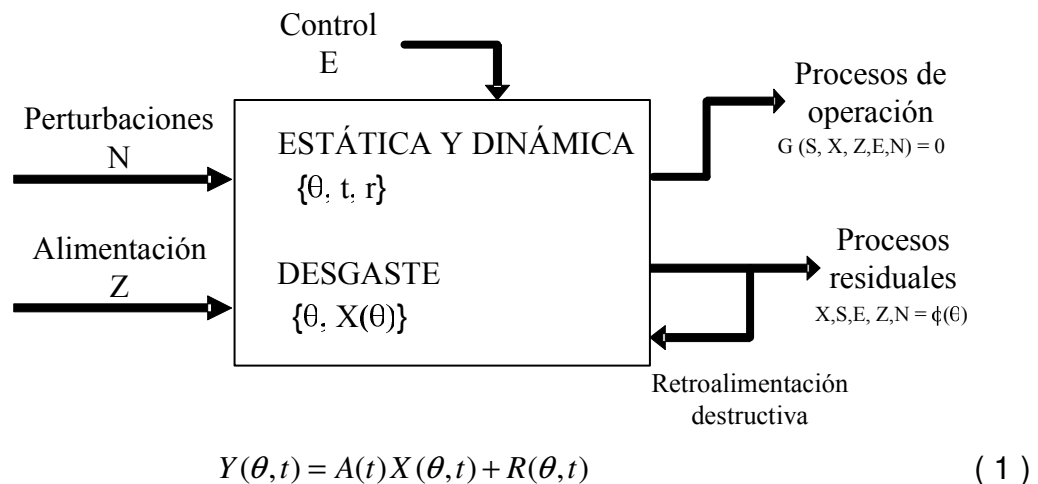 Control
E
Perturbaciones
N
Alimentación
Z
ESTÁTICA Y DINÁMICA
{θ, t, r}
DESGASTE
{θ, X(θ)}
Procesos de
operación
G (S, X, Z,E,N) = 0
Procesos
residuales
X,S,E, Z,N = ϕ(θ)
Retroalimentación
destructiva
Y(θ,t) = A(t)X(θ,t) + R(θ,t) ( 1 )